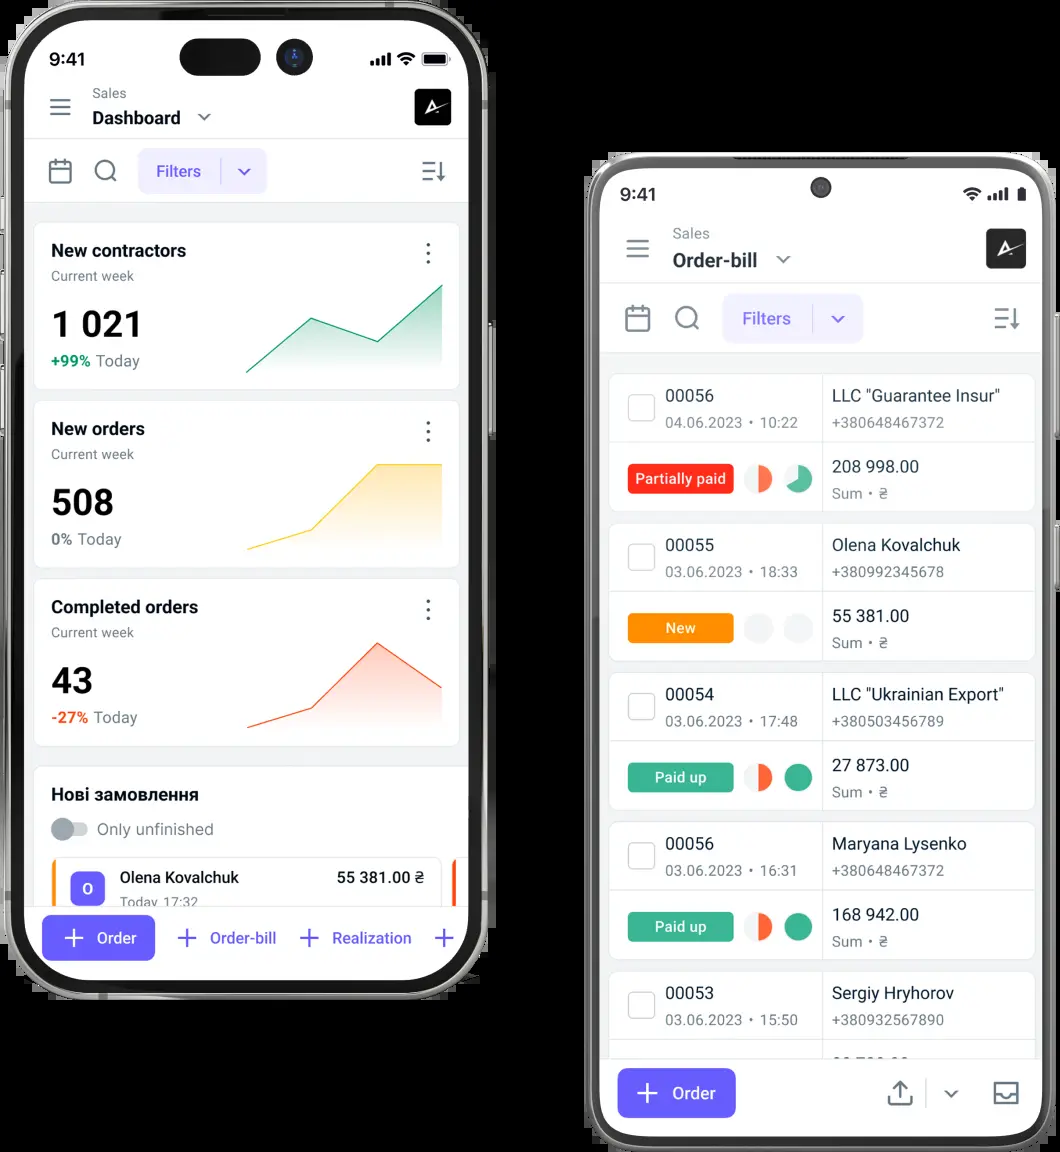 9:41
Sales
Dashboard
Filters
New contractors
Current week
1 021
+99% Today
New orders
Current week
508
0% Today
Completed orders
Current week
43
-27% Today
Нові замовлення
Only unfinished
O
Olena Kovalchuk
55 381.00 ₴
Today 17:32
Order
Order-bill
Realization
9:41
Sales
Order-bill
Filters
00056
04.06.2023 • 10:22
LLC "Guarantee Insur"
+380648467372
Partially paid
208 998.00
Sum • ₴
00055
03.06.2023 • 18:33
Olena Kovalchuk
+380992345678
New
55 381.00
Sum • ₴
00054
03.06.2023 • 17:48
LLC "Ukrainian Export"
+380503456789
Paid up
27 873.00
Sum • ₴
00056
03.06.2023 • 16:31
Maryana Lysenko
+380648467372
Paid up
168 942.00
Sum • ₴
00053
03.06.2023 • 15:50
Sergiy Hryhorov
+380932567890
Order